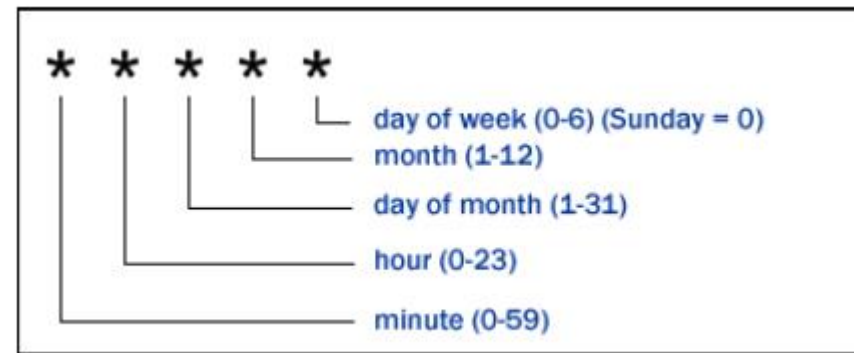 * * * * *
day of week (0-6) (Sunday = 0)
month (1-12)
day of month (1-31)
hour (0-23)
minute (0-59)